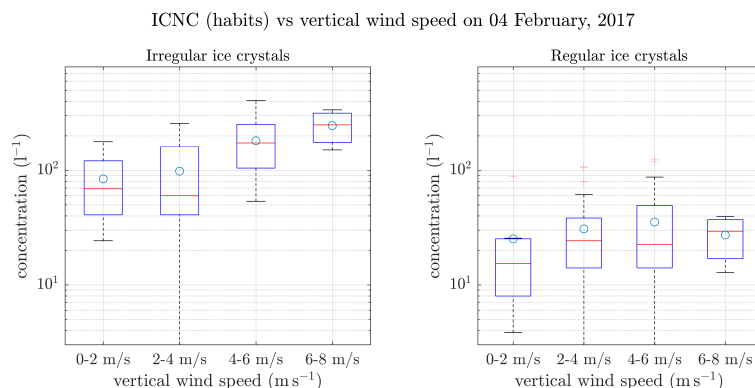 ICNC (habits) vs vertical wind speed on 04 February, 2017
Irregular ice crystals
concentration (l⁻¹)
10²
10¹
0-2 m/s 2-4 m/s 4-6 m/s 6-8 m/s
vertical wind speed (m s⁻¹)
Regular ice crystals
concentration (l⁻¹)
10²
10¹
0-2 m/s 2-4 m/s 4-6 m/s 6-8 m/s
vertical wind speed (m s⁻¹)